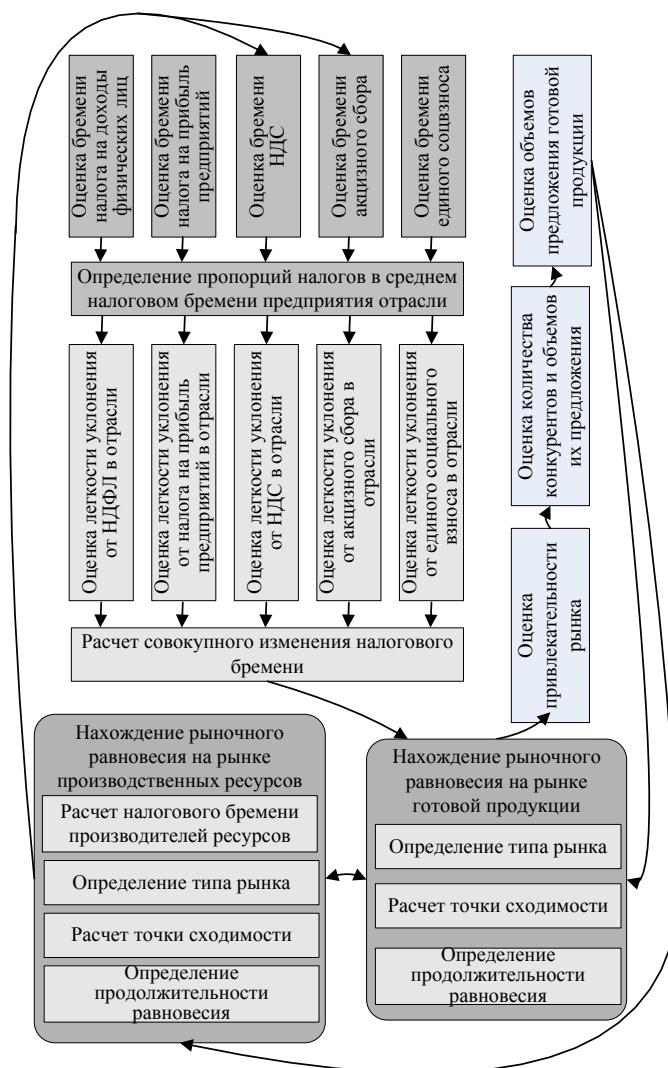 Оценка бремени
налога на доходы
физических лиц
Оценка бремени
налога на прибыль
предприятий
Оценка бремени
НДС
Оценка бремени
акцизного сбора
Оценка бремени
единого соцвзноса
Оценка объемов
предложения готовой
продукции
Определение пропорций налогов в среднем
налоговом бремени предприятия отрасли
Оценка легкости уклонения
от НДФЛ в отрасли
Оценка легкости уклонения
от налога на прибыль
предприятий в отрасли
Оценка легкости уклонения
от НДС в отрасли
Оценка легкости уклонения
от акцизного сбора в
отрасли
Оценка легкости уклонения
от единого социального
взноса в отрасли
Оценка количества
конкурентов и объемов
их предложения
Оценка
привлекательности
рынка
Расчет совокупного изменения налогового
бремени
Нахождение рыночного
равновесия на рынке
производственных ресурсов
Расчет налогового бремени
производителей ресурсов
Определение типа рынка
Расчет точки сходимости
Определение
продолжительности
равновесия
Нахождение рыночного
равновесия на рынке
готовой продукции
Определение типа рынка
Расчет точки сходимости
Определение
продолжительности
равновесия